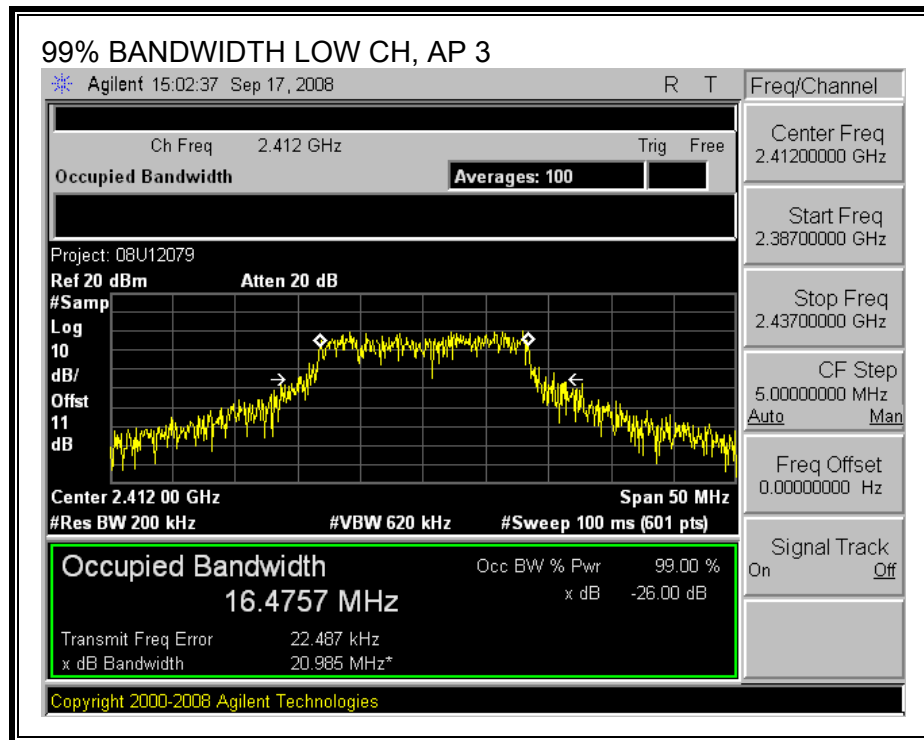 99% BANDWIDTH LOW CH, AP 3
Agilent 15:02:37 Sep 17, 2008 R T
Freq/Channel
Ch Freq 2.412 GHz Trig Free
Occupied Bandwidth Averages: 100
Project: 08U12079
Ref 20 dBm Atten 20 dB
#Samp
Log
10
dB/
Offst
11
dB
Center 2.412 00 GHz Span 50 MHz
#Res BW 200 kHz #VBW 620 kHz #Sweep 100 ms (601 pts)
Occupied Bandwidth Occ BW % Pwr 99.00 %
16.4757 MHz x dB -26.00 dB
Transmit Freq Error 22.487 kHz
x dB Bandwidth 20.985 MHz*
Copyright 2000-2008 Agilent Technologies
Center Freq
2.41200000 GHz
Start Freq
2.38700000 GHz
Stop Freq
2.43700000 GHz
CF Step
5.00000000 MHz
Auto Man
Freq Offset
0.00000000 Hz
Signal Track
On Off